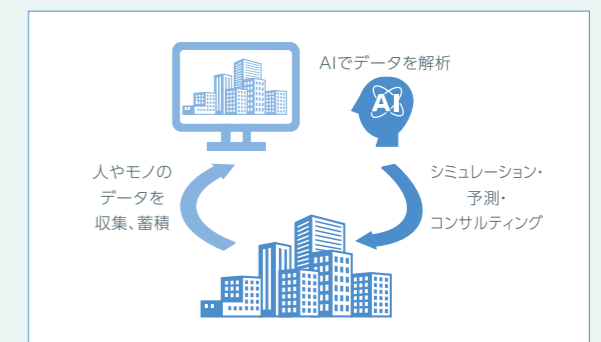 AIでデータを解析
AI
人やモノの
データを
収集、蓄積
シミュレーション・
予測・
コンサルティング